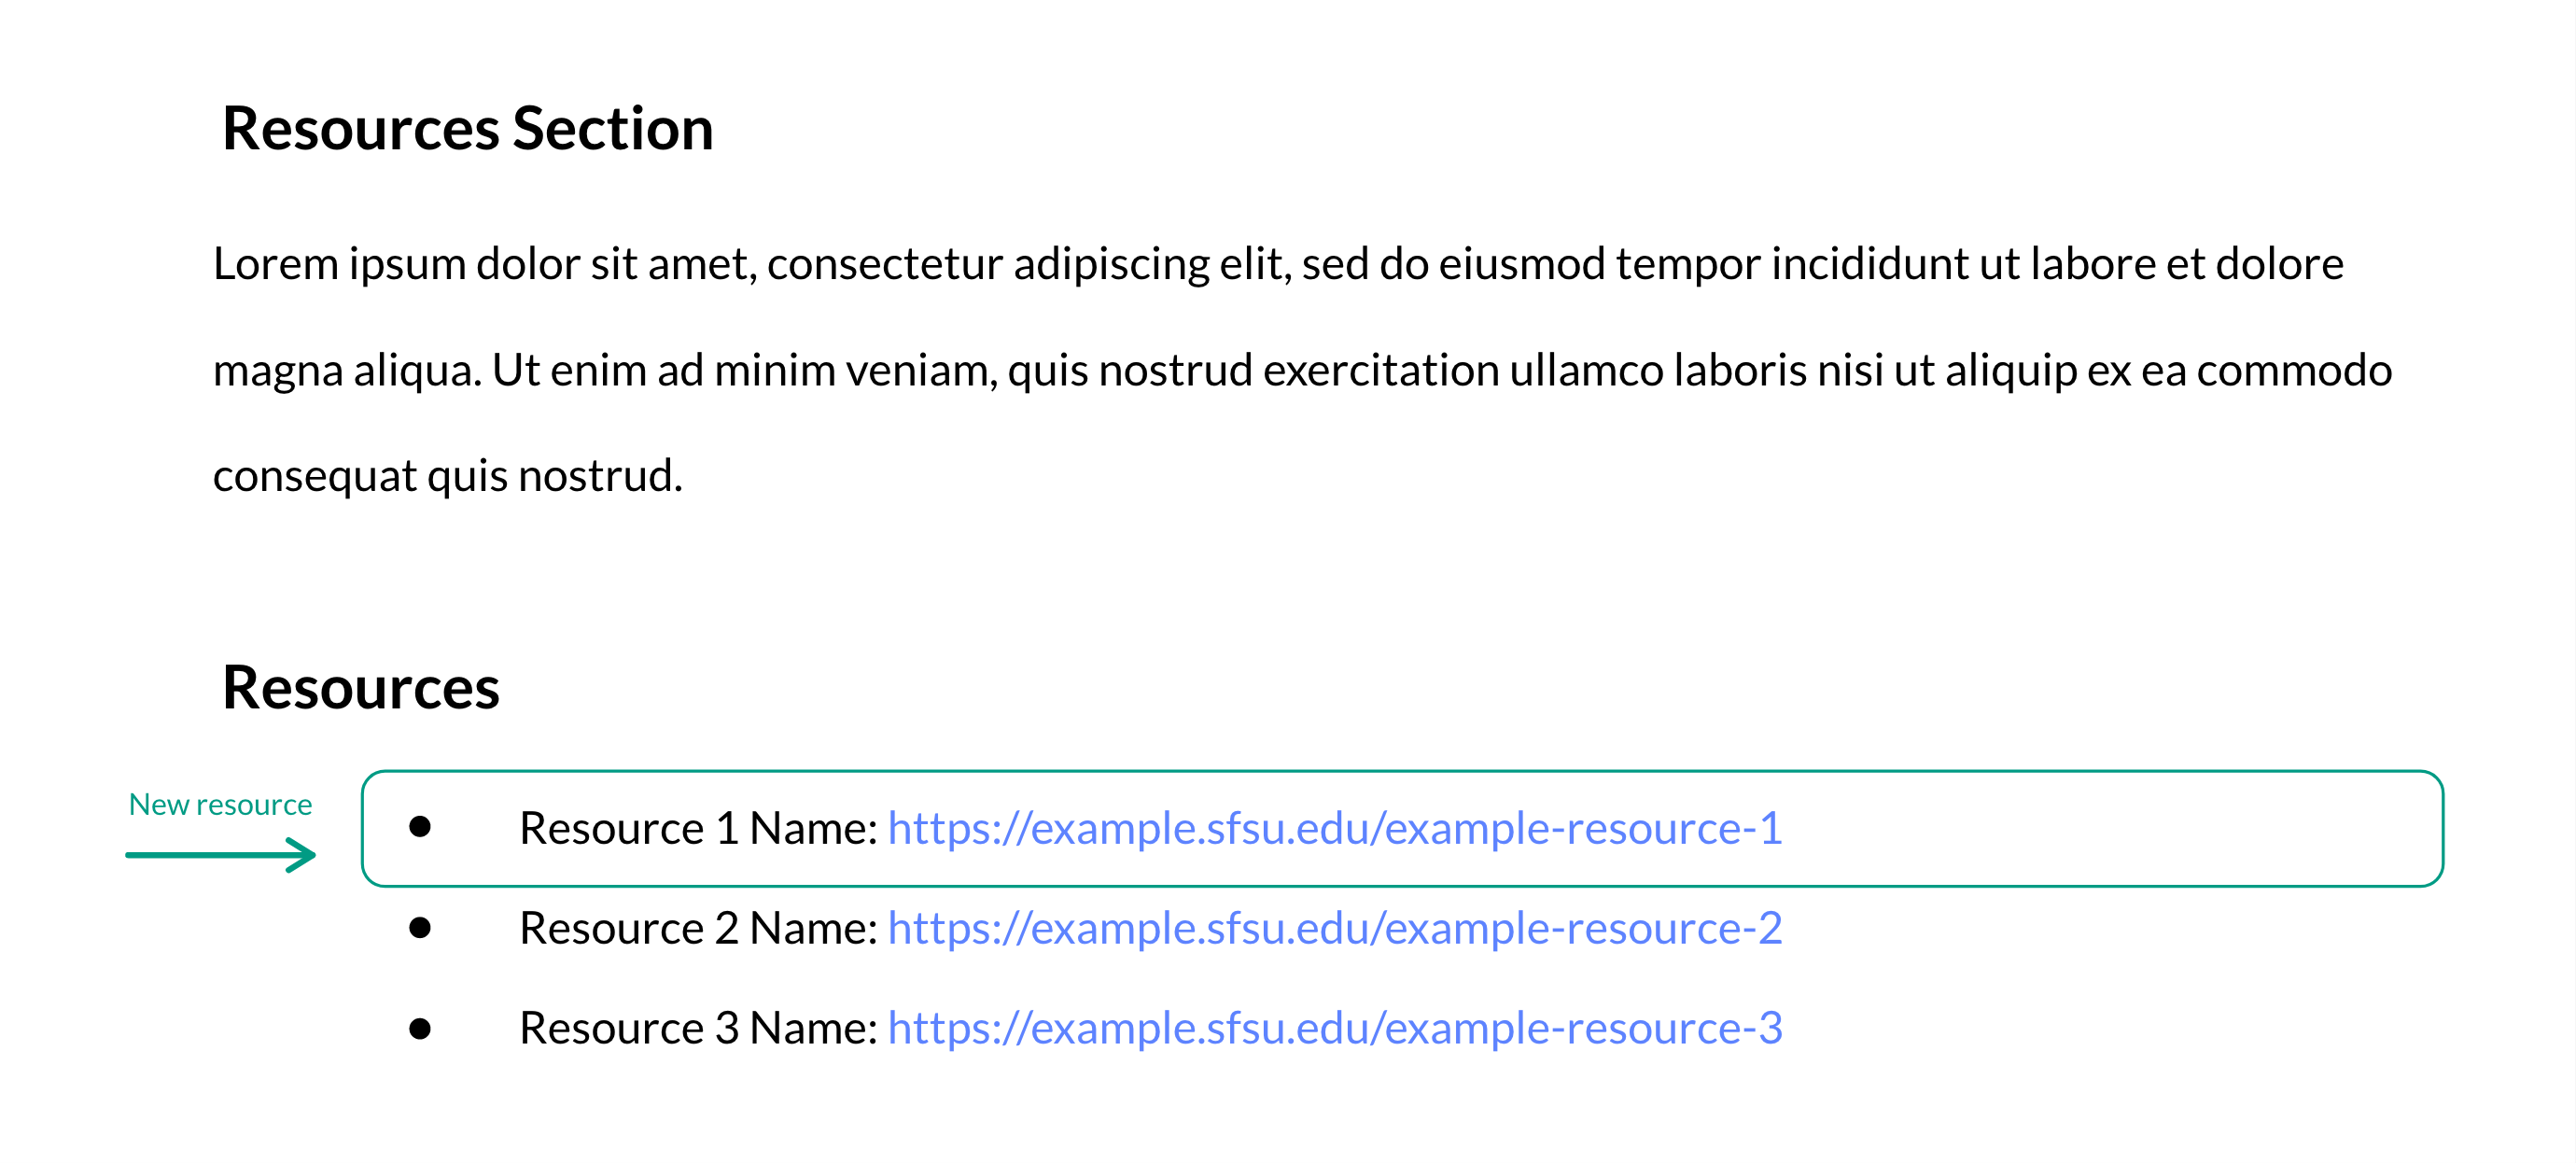 Resources Section
Lorem ipsum dolor sit amet, consectetur adipiscing elit, sed do eiusmod tempor incididunt ut labore et dolore
magna aliqua. Ut enim ad minim veniam, quis nostrud exercitation ullamco laboris nisi ut aliquip ex ea commodo
consequat quis nostrud.
Resources
New resource
Resource 1 Name: https://example.sfsu.edu/example-resource-1
Resource 2 Name: https://example.sfsu.edu/example-resource-2
Resource 3 Name: https://example.sfsu.edu/example-resource-3